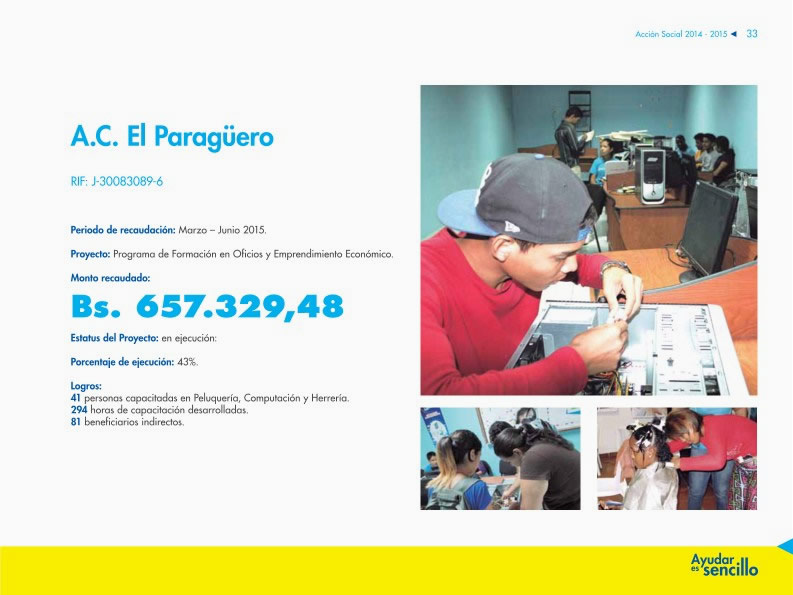 Acción Social 2014 - 2015 ◀ 33
A.C. El Paragüero
RIF: J-30083089-6
Periodo de recaudación: Marzo – Junio 2015.
Proyecto: Programa de Formación en Oficios y Emprendimiento Económico.
Monto recaudado:
Bs. 657.329,48
Estatus del Proyecto: en ejecución:
Porcentaje de ejecución: 43%.
Logros:
41 personas capacitadas en Peluquería, Computación y Herrería.
294 horas de capacitación desarrolladas.
81 beneficiarios indirectos.
Ayudar
es sencillo